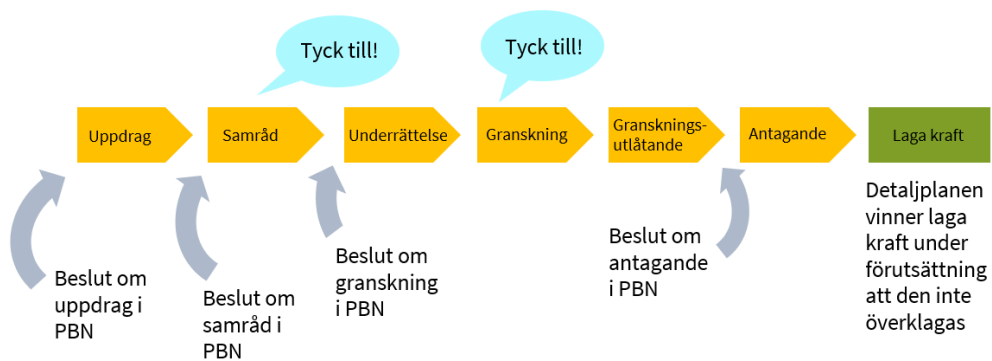 Tyck till!
Tyck till!
Uppdrag
Samråd
Underrättelse
Granskning
Gransknings-
utlåtande
Antagande
Laga kraft
Beslut om
uppdrag i
PBN
Beslut om
samråd i
PBN
Beslut om
granskning
i PBN
Beslut om
antagande
i PBN
Detaljplanen
vinner laga
kraft under
förutsättning
att den inte
överklagas